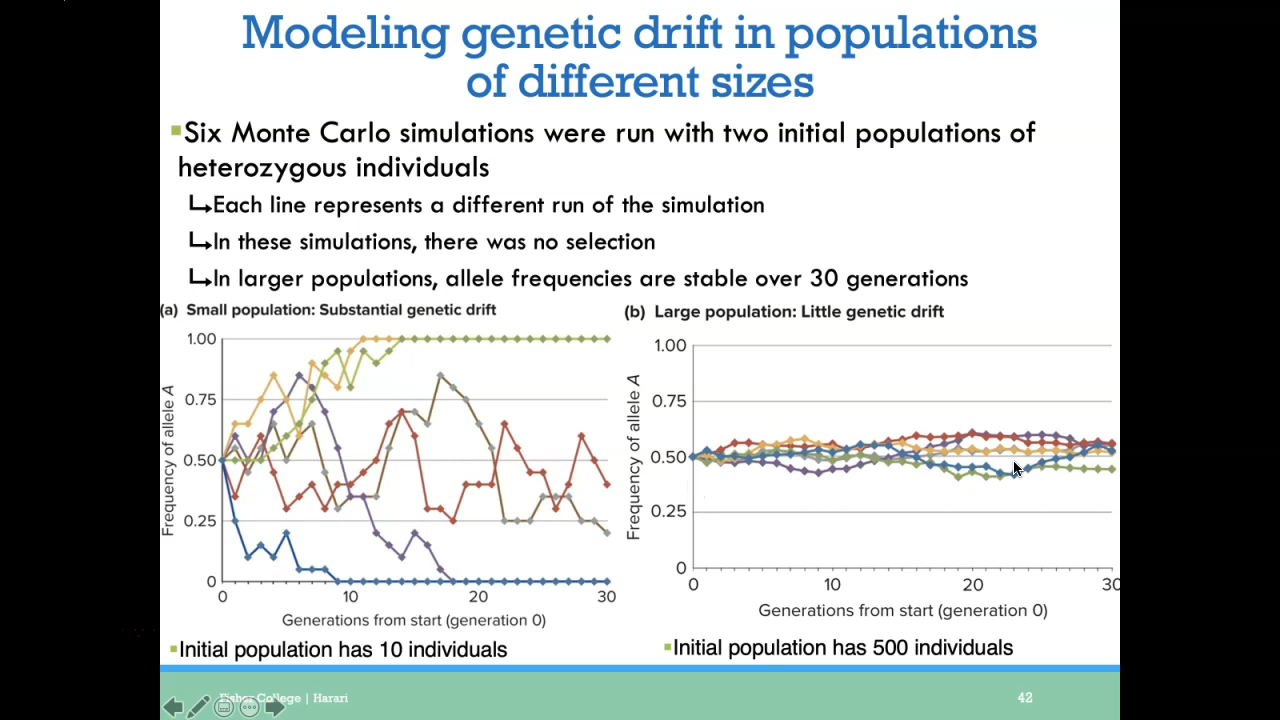 Modeling genetic drift in populations
of different sizes
Six Monte Carlo simulations were run with two initial populations of
heterozygous individuals
Each line represents a different run of the simulation
In these simulations, there was no selection
In larger populations, allele frequencies are stable over 30 generations
(a) Small population: Substantial genetic drift
1.00
0.75
0.50
0.25
0
Frequency of allele A
0 10 20 30
Generations from start (generation 0)
Initial population has 10 individuals
(b) Large population: Little genetic drift
1.00
0.75
0.50
0.25
0
Frequency of allele A
0 10 20 30
Generations from start (generation 0)
Initial population has 500 individuals
Fisher College | Harari
42